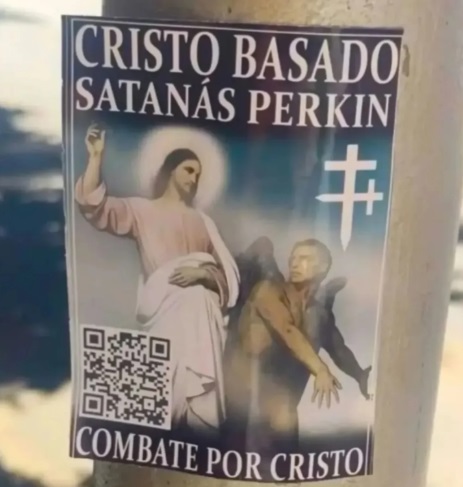 CRISTO BASADO
SATANÁS PERKIN
COMBATE POR CRISTO